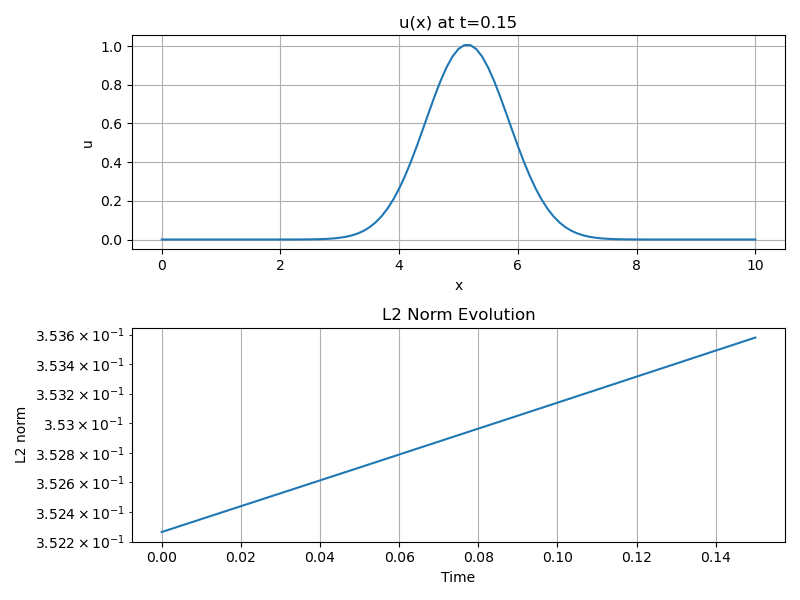 u(x) at t=0.15
1.0
0.8
0.6
0.4
0.2
0.0
u
0 2 4 6 8 10
x
L2 Norm Evolution
3.536 × 10⁻¹
3.534 × 10⁻¹
3.532 × 10⁻¹
3.53 × 10⁻¹
3.528 × 10⁻¹
3.526 × 10⁻¹
3.524 × 10⁻¹
3.522 × 10⁻¹
L2 norm
0.00 0.02 0.04 0.06 0.08 0.10 0.12 0.14
Time